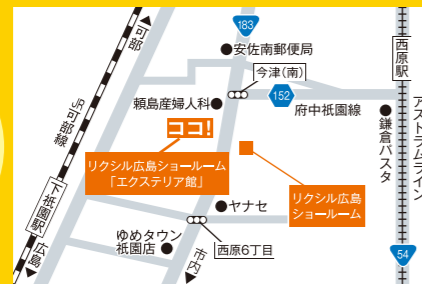 可部
183
安佐南郵便局
今津(南)
西原駅
頼島産婦人科
152
府中祇園線
JR可部線
ココ!
鎌倉パスタ
アストラムライン
リクシル広島ショールーム
「エクステリア館」
リクシル広島
ショールーム
下祇園駅
ヤナセ
広島
ゆめタウン
祇園店
市内
西原6丁目
54